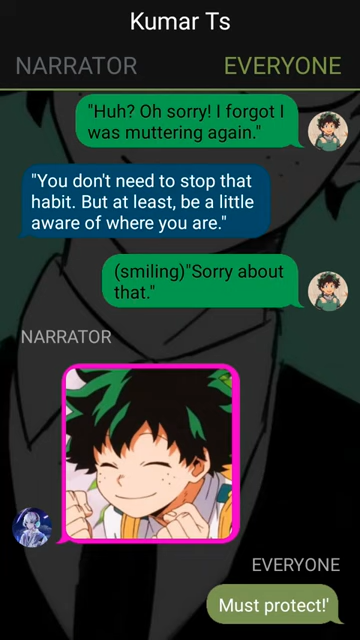 Kumar Ts
NARRATOR EVERYONE
"Huh? Oh sorry! I forgot I
was muttering again."
"You don't need to stop that
habit. But at least, be a little
aware of where you are."
(smiling)"Sorry about
that."
NARRATOR
EVERYONE
Must protect!'